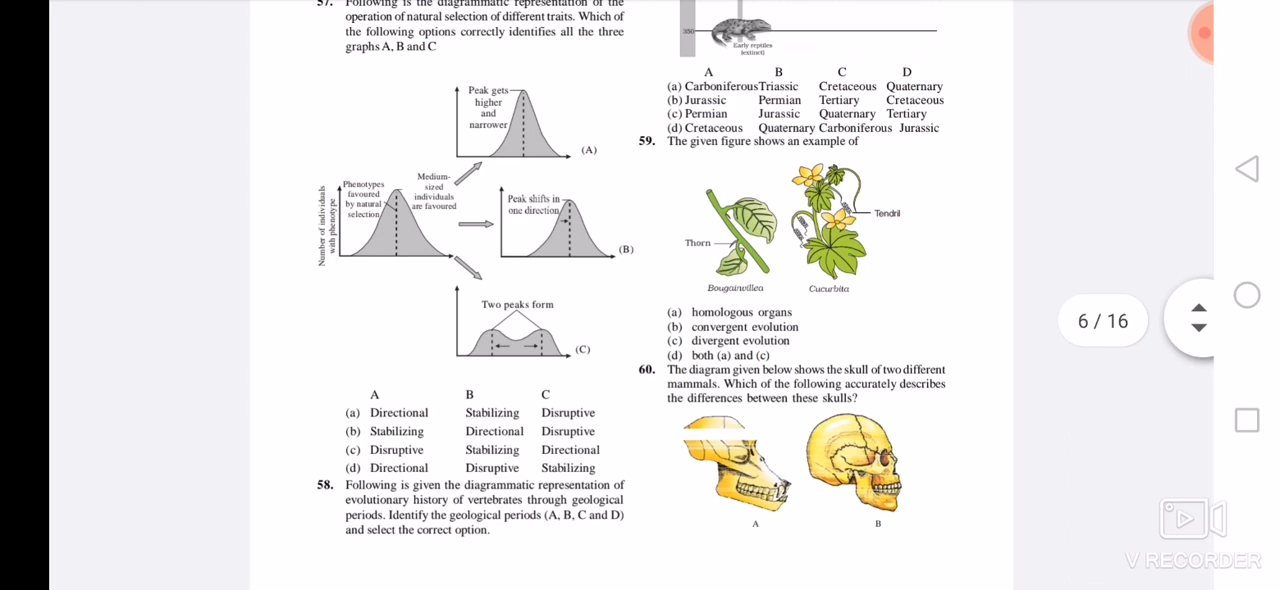 57. Following is the diagrammatic representation of the
operation of natural selection of different traits. Which of
the following options correctly identifies all the three
graphs A, B and C
Peak gets
higher
and
narrower
(A)
Number of individuals
with phenotype
Phenotypes
favoured
by natural
selection
Medium-
sized
individuals
are favoured
Peak shifts in
one direction
(B)
Two peaks form
(C)
A B C
(a) Directional Stabilizing Disruptive
(b) Stabilizing Directional Disruptive
(c) Disruptive Stabilizing Directional
(d) Directional Disruptive Stabilizing
58. Following is given the diagrammatic representation of
evolutionary history of vertebrates through geological
periods. Identify the geological periods (A, B, C and D)
and select the correct option.
350
Early reptiles
(extinct)
A B C D
(a) Carboniferous Triassic Cretaceous Quaternary
(b) Jurassic Permian Tertiary Cretaceous
(c) Permian Jurassic Quaternary Tertiary
(d) Cretaceous Quaternary Carboniferous Jurassic
59. The given figure shows an example of
Tendril
Thorn
Bougainvillea
Cucurbita
(a) homologous organs
(b) convergent evolution
(c) divergent evolution
(d) both (a) and (c)
60. The diagram given below shows the skull of two different
mammals. Which of the following accurately describes
the differences between these skulls?
A B
6 / 16
V RECORDER